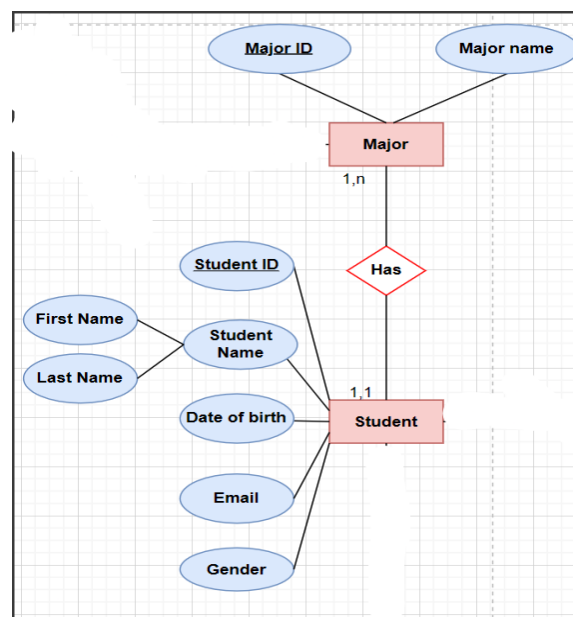 Major ID
Major name
Major
1,n
Has
Student ID
First Name
Student
Name
Last Name
1,1
Date of birth
Student
Email
Gender